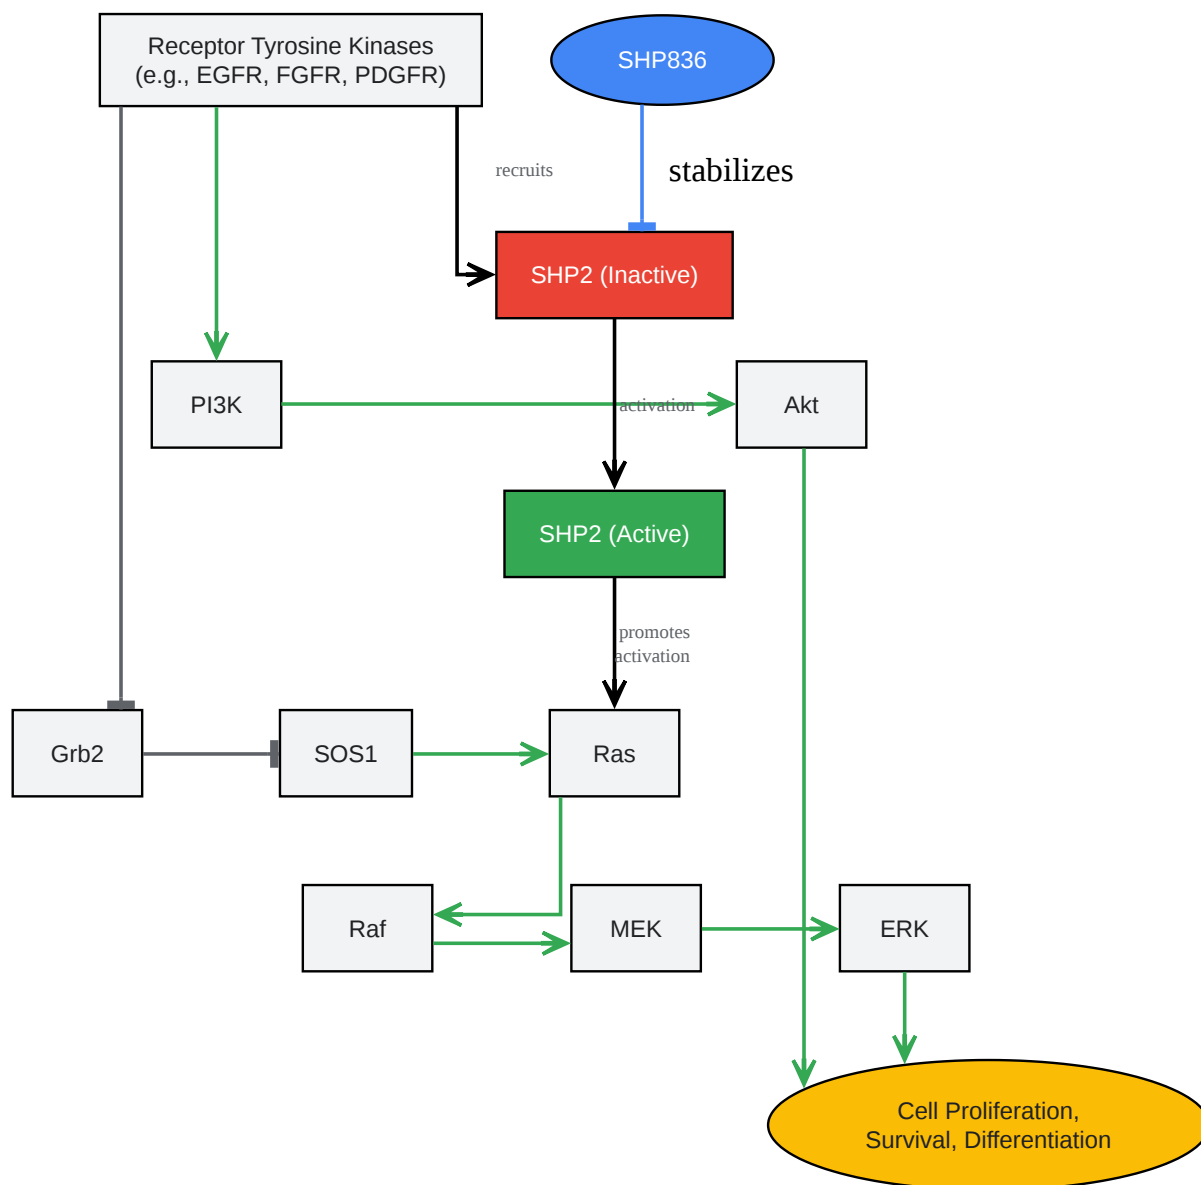 Receptor Tyrosine Kinases
(e.g., EGFR, FGFR, PDGFR)
SHP836
recruits
stabilizes
SHP2 (Inactive)
PI3K
activation
Akt
SHP2 (Active)
promotes
activation
Grb2
SOS1
Ras
Raf
MEK
ERK
Cell Proliferation,
Survival, Differentiation